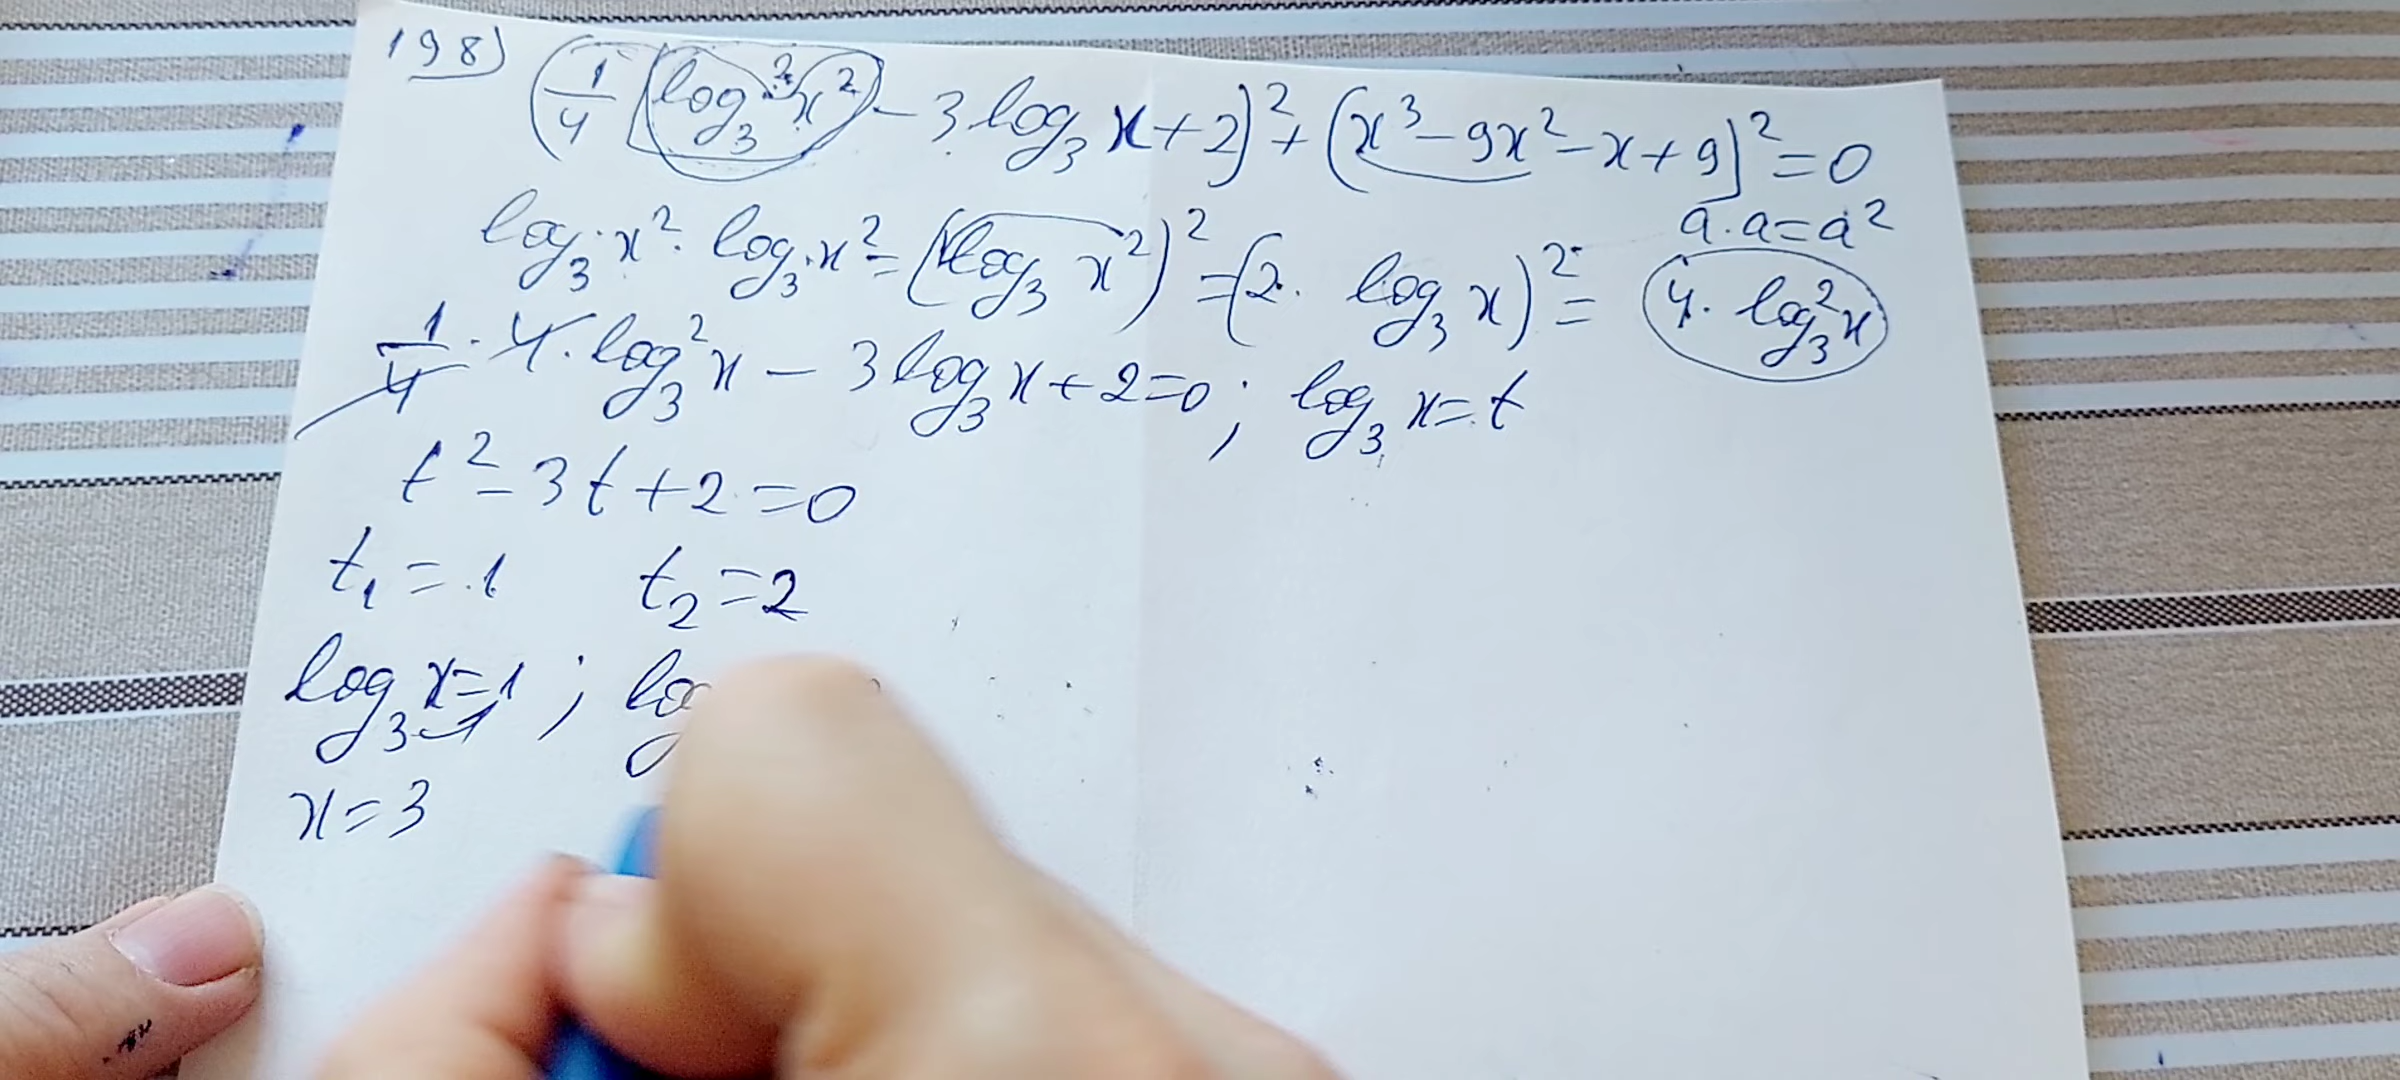 198) (1/4 log₃² x² - 3 log₃ x + 2)² + (x³ - 9x² - x + 9)² = 0
a · a = a²
log₃ x² · log₃ x² = (log₃ x²)² = (2 · log₃ x)² = 4 · log₃² x
1/4 · 4 · log₃² x - 3 log₃ x + 2 = 0 ; log₃ x = t
t² - 3t + 2 = 0
t₁ = 1 t₂ = 2
log₃ x = 1 ;
x = 3